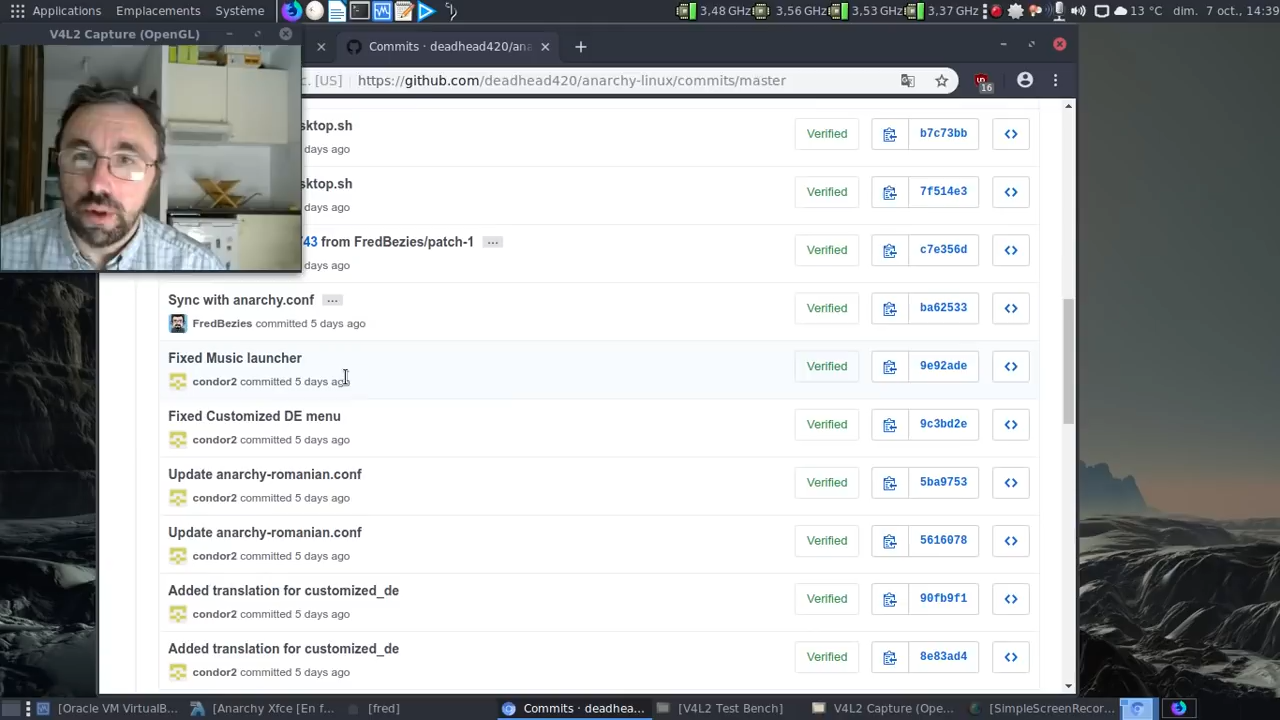 Applications Emplacements Système 3,48 GHz 3,56 GHz 3,53 GHz 3,37 GHz 13 °C dim. 7 oct., 14:39
V4L2 Capture (OpenGL)
Commits · deadhead420/ana
c. [US] https://github.com/deadhead420/anarchy-linux/commits/master
16
sktop.sh
5 days ago
Verified b7c73bb
sktop.sh
days ago
Verified 7f514e3
743 from FredBezies/patch-1 ...
days ago
Verified c7e356d
Sync with anarchy.conf ...
FredBezies committed 5 days ago
Verified ba62533
Fixed Music launcher
condor2 committed 5 days ago
Verified 9e92ade
Fixed Customized DE menu
condor2 committed 5 days ago
Verified 9c3bd2e
Update anarchy-romanian.conf
condor2 committed 5 days ago
Verified 5ba9753
Update anarchy-romanian.conf
condor2 committed 5 days ago
Verified 5616078
Added translation for customized_de
condor2 committed 5 days ago
Verified 90fb9f1
Added translation for customized_de
condor2 committed 5 days ago
Verified 8e83ad4
[Oracle VM VirtualB... [Anarchy Xfce [En f... [fred] Commits · deadhea... [V4L2 Test Bench] V4L2 Capture (Ope... [SimpleScreenRecor...